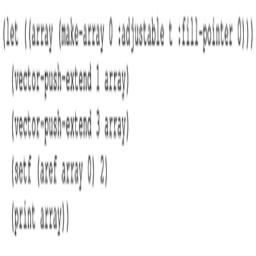 (let ((array (make-array 0 :adjustable t :fill-pointer 0)))
(vector-push-extend 1 array)
(vector-push-extend 3 array)
(setf (aref array 0) 2)
(print array))